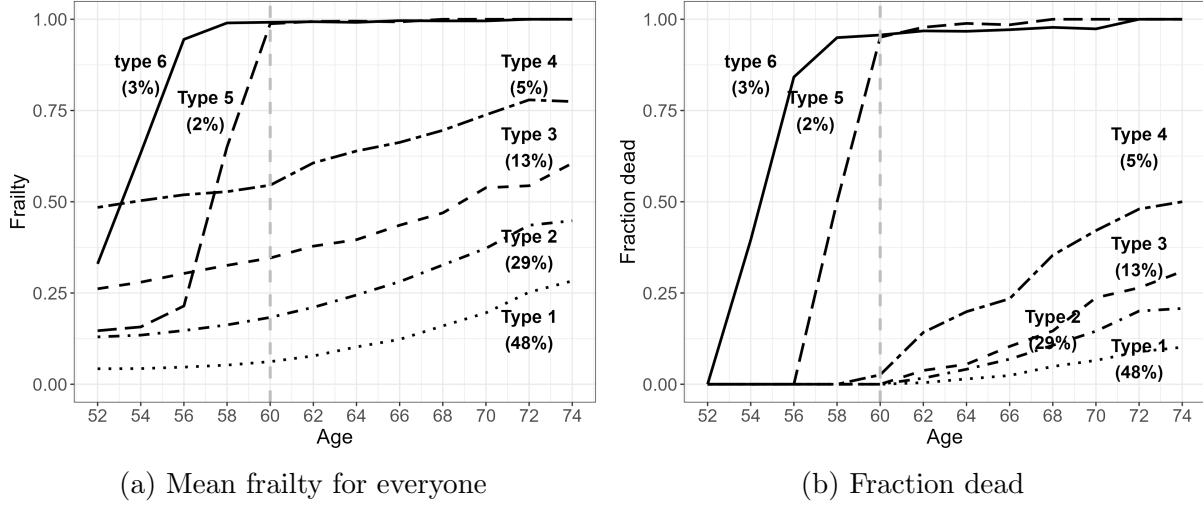 1.00
0.75
0.50
0.25
0.00
Frailty
type 6
(3%)
Type 5
(2%)
Type 4
(5%)
Type 3
(13%)
Type 2
(29%)
Type 1
(48%)
52 54 56 58 60 62 64 66 68 70 72 74
Age
(a) Mean frailty for everyone
1.00
0.75
0.50
0.25
0.00
Fraction dead
type 6
(3%)
Type 5
(2%)
Type 4
(5%)
Type 3
(13%)
Type 2
(29%)
Type 1
(48%)
52 54 56 58 60 62 64 66 68 70 72 74
Age
(b) Fraction dead